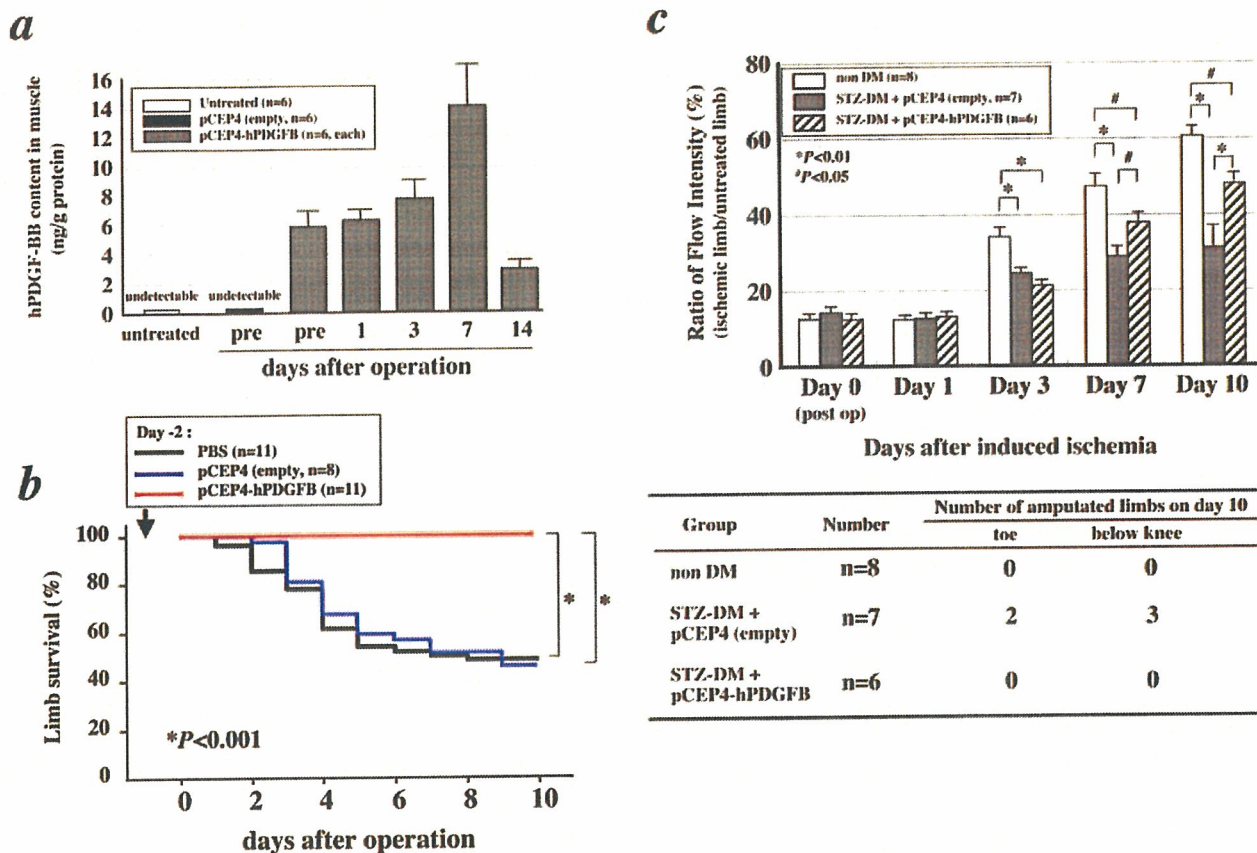 a
hPDGF-BB content in muscle
(ng/g protein)
16
14
12
10
8
6
4
2
0
Untreated (n=6)
pCEP4 (empty, n=6)
pCEP4-hPDGFB (n=6, each)
undetectable undetectable
untreated pre pre 1 3 7 14
days after operation
b
Day -2 :
PBS (n=11)
pCEP4 (empty, n=8)
pCEP4-hPDGFB (n=11)
Limb survival (%)
100
80
60
40
20
0
* *
*P<0.001
0 2 4 6 8 10
days after operation
c
Ratio of Flow Intensity (%)
(ischemic limb/untreated limb)
80
60
40
20
0
non DM (n=8)
STZ-DM + pCEP4 (empty, n=7)
STZ-DM + pCEP4-hPDGFB (n=6)
*P<0.01
#P<0.05
* *
# * #
# * *
Day 0 Day 1 Day 3 Day 7 Day 10
(post op)
Days after induced ischemia
Group Number Number of amputated limbs on day 10
toe below knee
non DM n=8 0 0
STZ-DM +
pCEP4 (empty) n=7 2 3
STZ-DM +
pCEP4-hPDGFB n=6 0 0